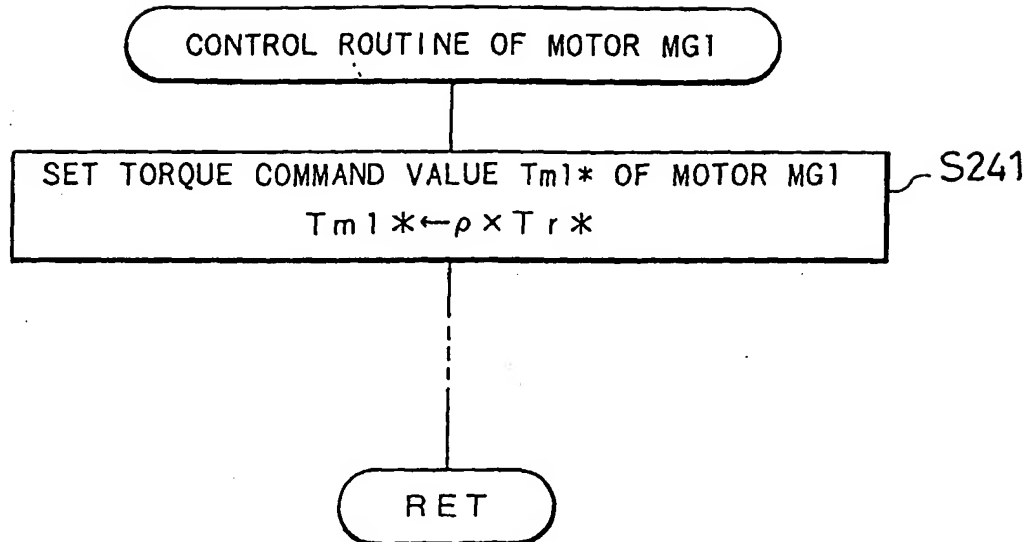 CONTROL ROUTINE OF MOTOR MG1
SET TORQUE COMMAND VALUE Tm1* OF MOTOR MG1
Tm1*←ρ×Tr*
S241
RET